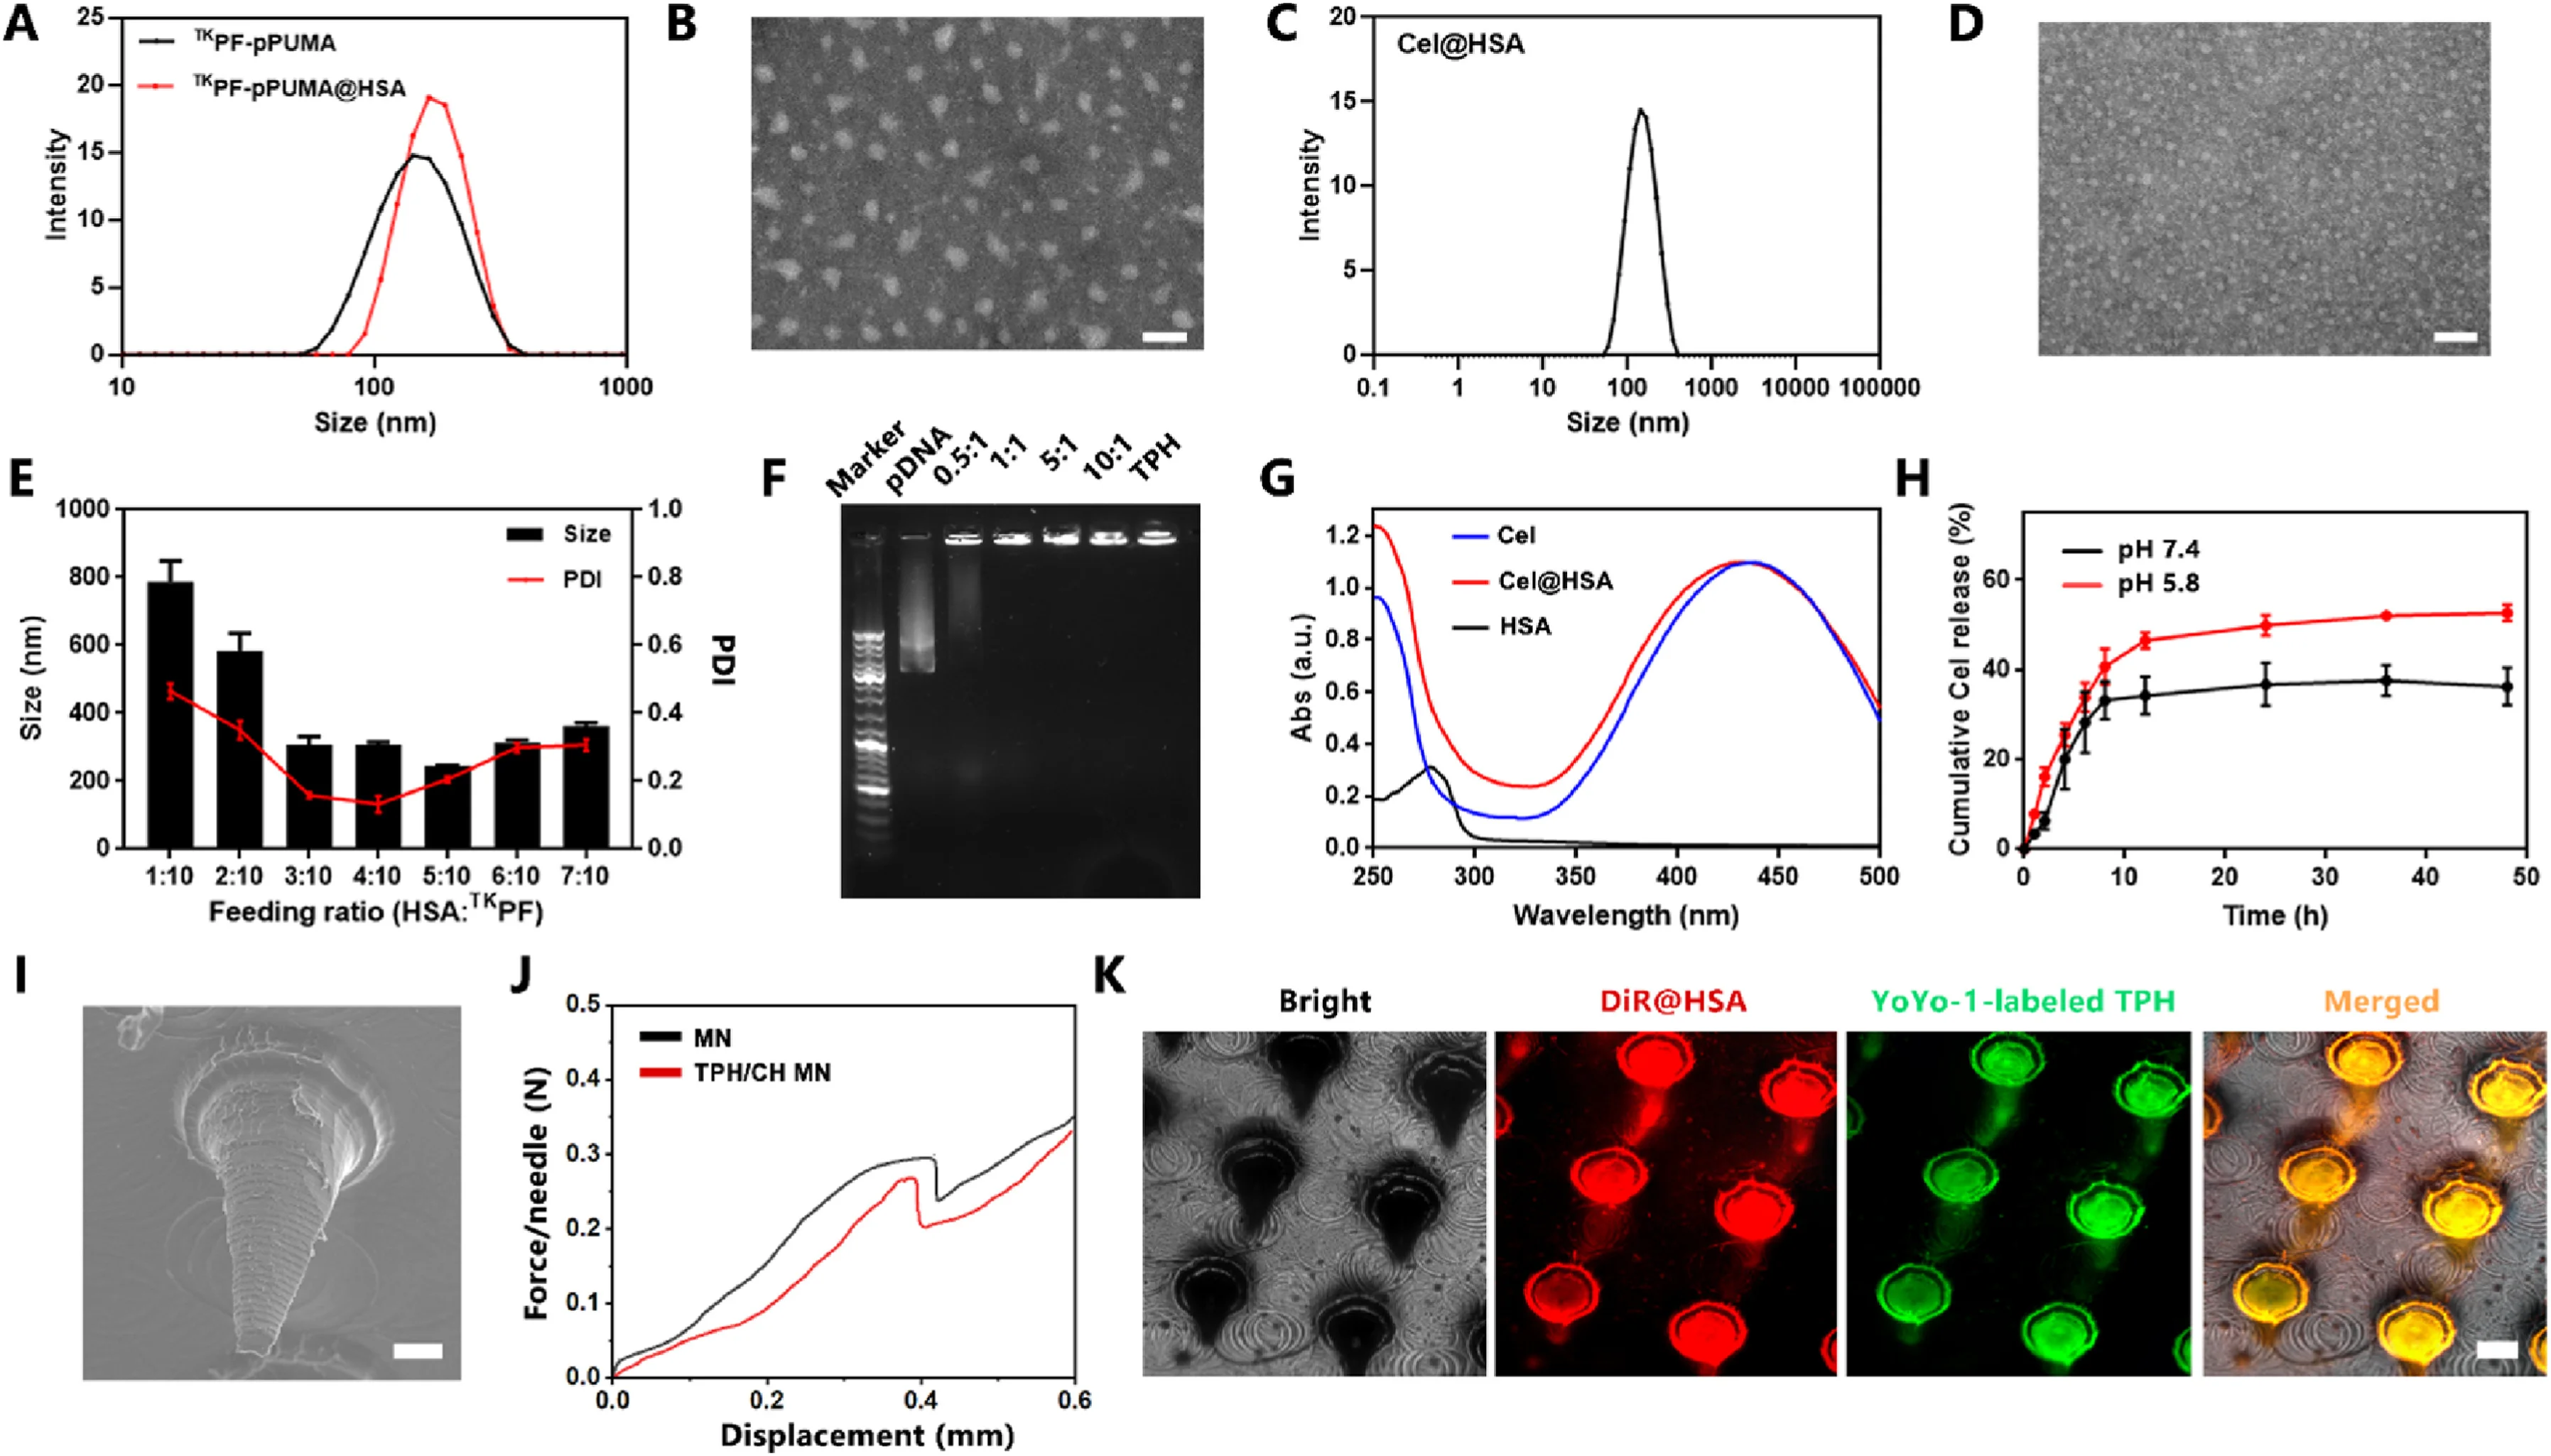 A
25
20
15
10
5
0
Intensity
TKPF-pPUMA
TKPF-pPUMA@HSA
10 100 1000
Size (nm)
B
C
20
15
10
5
0
Intensity
Cel@HSA
0.1 1 10 100 1000 10000 100000
Size (nm)
D
E
1000
800
600
400
200
0
Size (nm)
Size
PDI
1.0
0.8
0.6
0.4
0.2
0.0
PDI
1:10 2:10 3:10 4:10 5:10 6:10 7:10
Feeding ratio (HSA:TKPF)
F
Marker
pDNA
0.5:1
1:1
5:1
10:1
TPH
G
1.2
1.0
0.8
0.6
0.4
0.2
0.0
Abs (a.u.)
Cel
Cel@HSA
HSA
250 300 350 400 450 500
Wavelength (nm)
H
60
40
20
0
Cumulative Cel release (%)
pH 7.4
pH 5.8
0 10 20 30 40 50
Time (h)
I
J
0.5
0.4
0.3
0.2
0.1
0.0
Force/needle (N)
MN
TPH/CH MN
0.0 0.2 0.4 0.6
Displacement (mm)
K
Bright
DiR@HSA
YoYo-1-labeled TPH
Merged